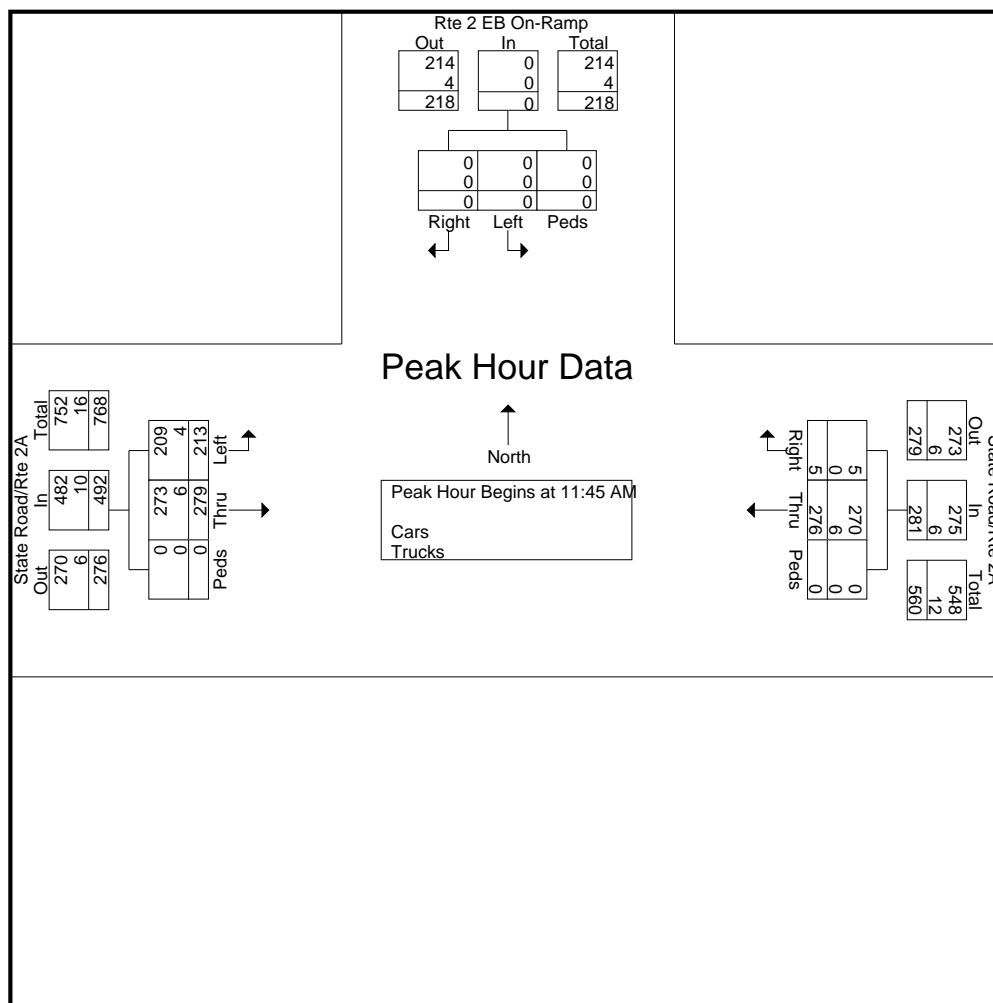 Rte 2 EB On-Ramp
Out In Total
214 0 214
4 0 4
218 0 218
0 0 0
0 0 0
0 0 0
Right Left Peds
Peak Hour Data
North
Peak Hour Begins at 11:45 AM
Cars
Trucks
State Road/Rte 2A
Out In Total
270 482 752
6 10 16
276 492 768
Peds Thru Left
0 273 209
0 6 4
0 279 213
Out In Total
273 275 548
6 6 12
279 281 560
Right Thru Peds
5 270 0
0 6 0
5 276 0
State Road/Rte 2A